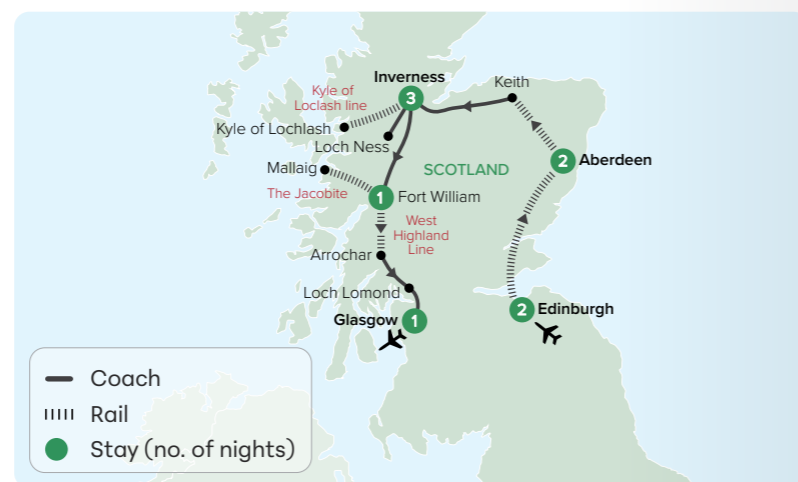 Inverness
3
Keith
Kyle of
Loclash line
Kyle of Lochlash
Loch Ness
SCOTLAND
2
Aberdeen
Mallaig
The Jacobite
1
Fort William
West
Highland
Line
Arrochar
Loch Lomond
Glasgow
1
2
Edinburgh
Coach
Rail
Stay (no. of nights)